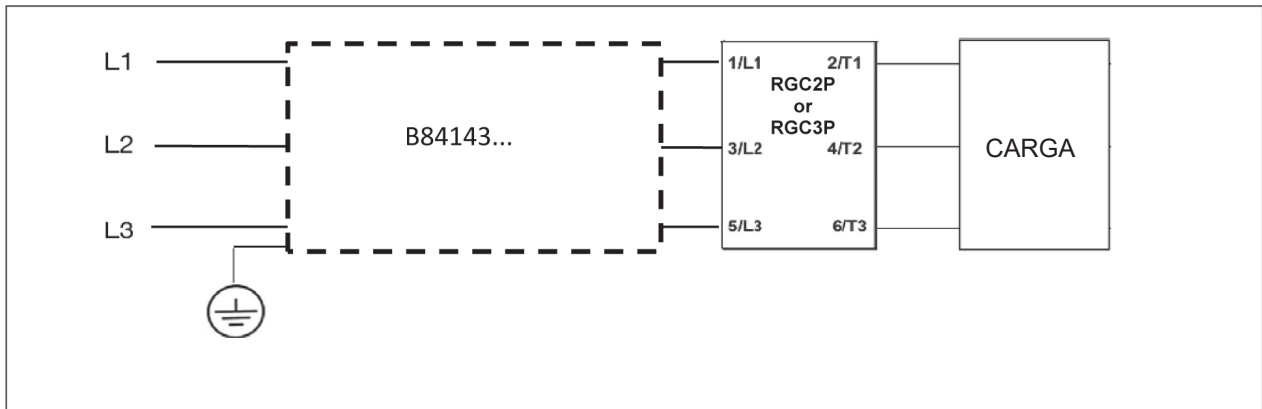 L1
L2
L3
B84143...
1/L1 2/T1
RGC2P
or
RGC3P
3/L2 4/T2
5/L3 6/T3
CARGA